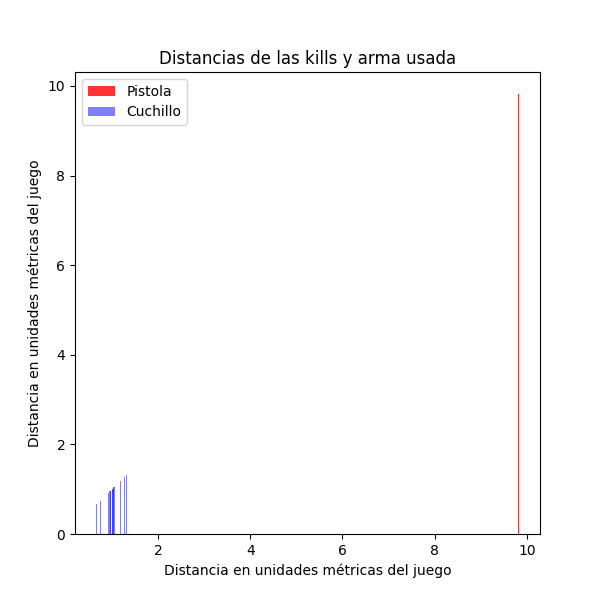 Distancias de las kills y arma usada
Pistola
Cuchillo
Distancia en unidades métricas del juego
10
8
6
4
2
0
2
4
6
8
10
Distancia en unidades métricas del juego